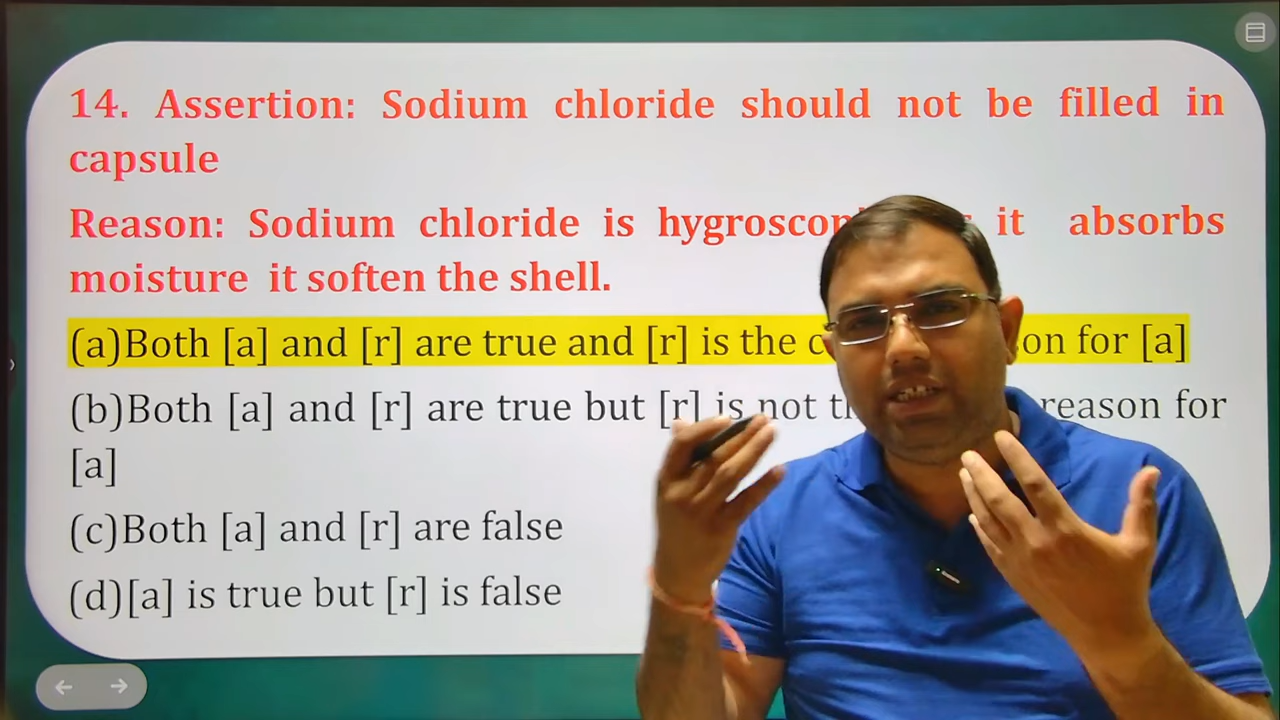 14. Assertion: Sodium chloride should not be filled in
capsule
Reason: Sodium chloride is it absorbs
moisture it soften the shell.
(a)Both [a] and [r] are true and [r] is the for [a]
(b)Both [a] and [r] are true but [r] is not reason for
[a]
(c)Both [a] and [r] are false
(d)[a] is true but [r] is false